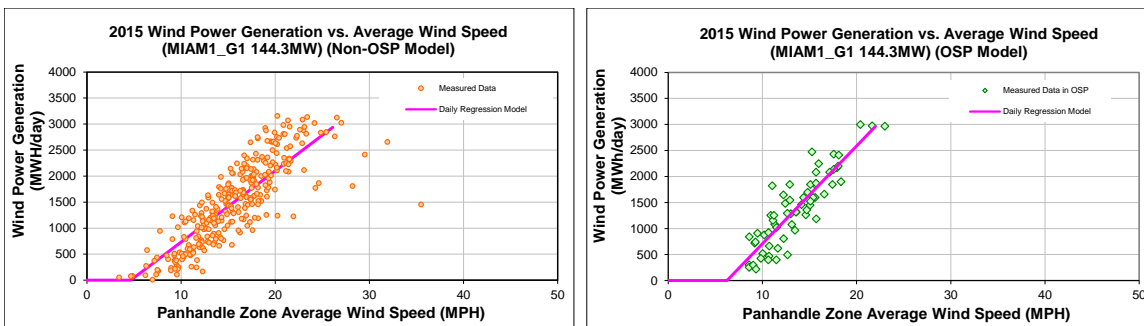 2015 Wind Power Generation vs. Average Wind Speed
(MIAM1_G1 144.3MW) (Non-OSP Model)
Wind Power Generation
(MWH/day)
4000
3500
3000
2500
2000
1500
1000
500
0
Measured Data
Daily Regression Model
0 10 20 30 40 50
Panhandle Zone Average Wind Speed (MPH)
2015 Wind Power Generation vs. Average Wind Speed
(MIAM1_G1 144.3MW) (OSP Model)
Wind Power Generation
(MWh/day)
4000
3500
3000
2500
2000
1500
1000
500
0
Measured Data in OSP
Daily Regression Model
0 10 20 30 40 50
Panhandle Zone Average Wind Speed (MPH)